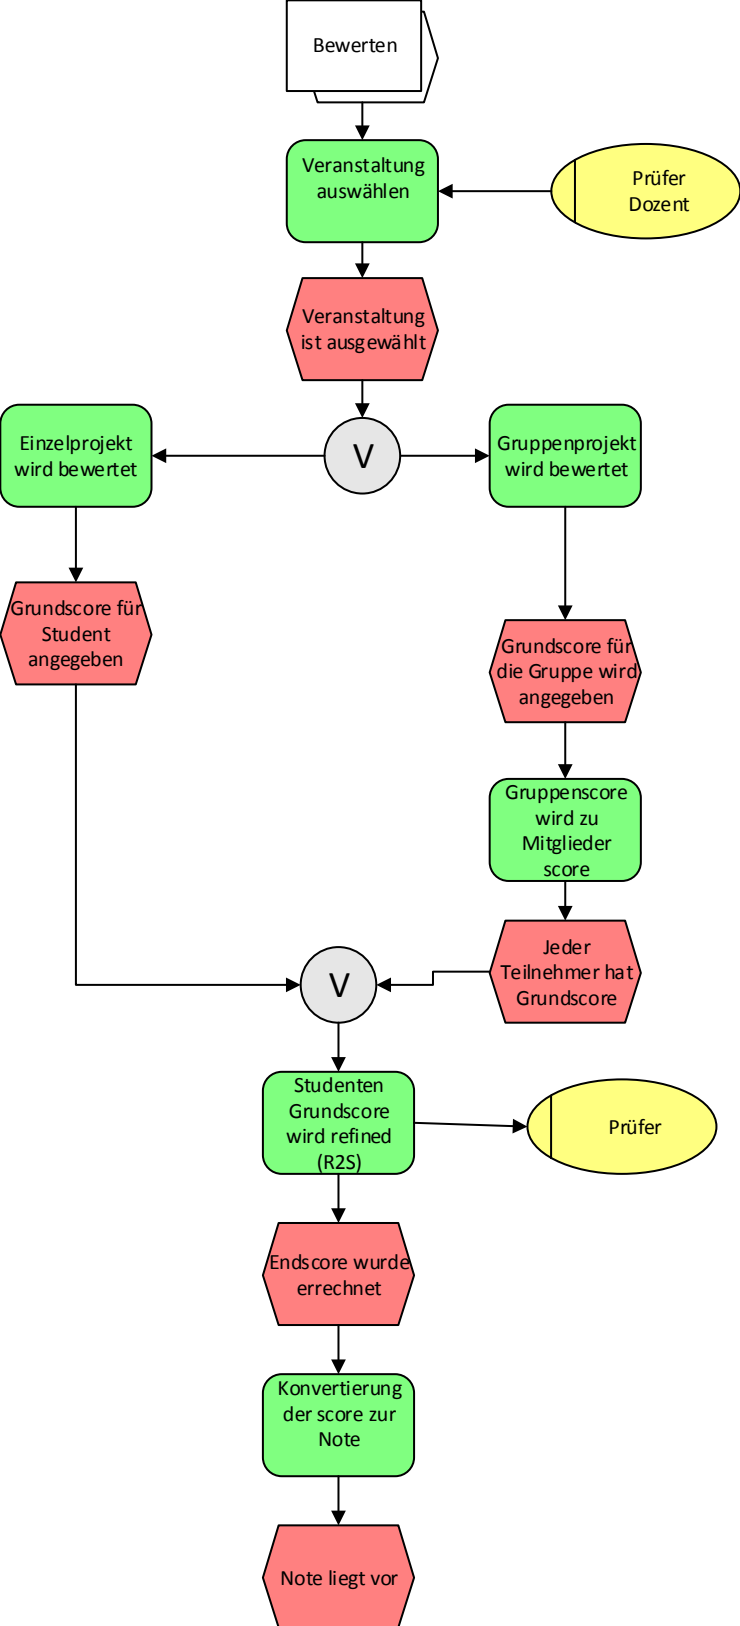 Bewerten
Veranstaltung
auswählen
Prüfer
Dozent
Veranstaltung
ist ausgewählt
Einzelprojekt
wird bewertet
V
Gruppenprojekt
wird bewertet
Grundscore für
Student
angegeben
Grundscore für
die Gruppe wird
angegeben
Gruppenscore
wird zu
Mitglieder
score
Jeder
Teilnehmer hat
Grundscore
V
Studenten
Grundscore
wird refined
(R2S)
Prüfer
Endscore wurde
errechnet
Konvertierung
der score zur
Note
Note liegt vor